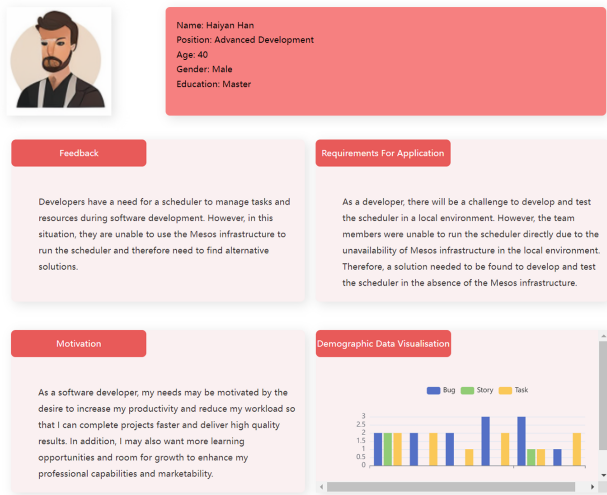 Name: Haiyan Han
Position: Advanced Development
Age: 40
Gender: Male
Education: Master
Feedback
Developers have a need for a scheduler to manage tasks and
resources during software development. However, in this
situation, they are unable to use the Mesos infrastructure to
run the scheduler and therefore need to find alternative
solutions.
Requirements For Application
As a developer, there will be a challenge to develop and test
the scheduler in a local environment. However, the team
members were unable to run the scheduler directly due to the
unavailability of Mesos infrastructure in the local environment.
Therefore, a solution needed to be found to develop and test
the scheduler in the absence of the Mesos infrastructure.
Motivation
As a software developer, my needs may be motivated by the
desire to increase my productivity and reduce my workload so
that I can complete projects faster and deliver high quality
results. In addition, I may also want more learning
opportunities and room for growth to enhance my
professional capabilities and marketability.
Demographic Data Visualisation
Bug Story Task
3
2.5
2
1.5
1
0.5
0